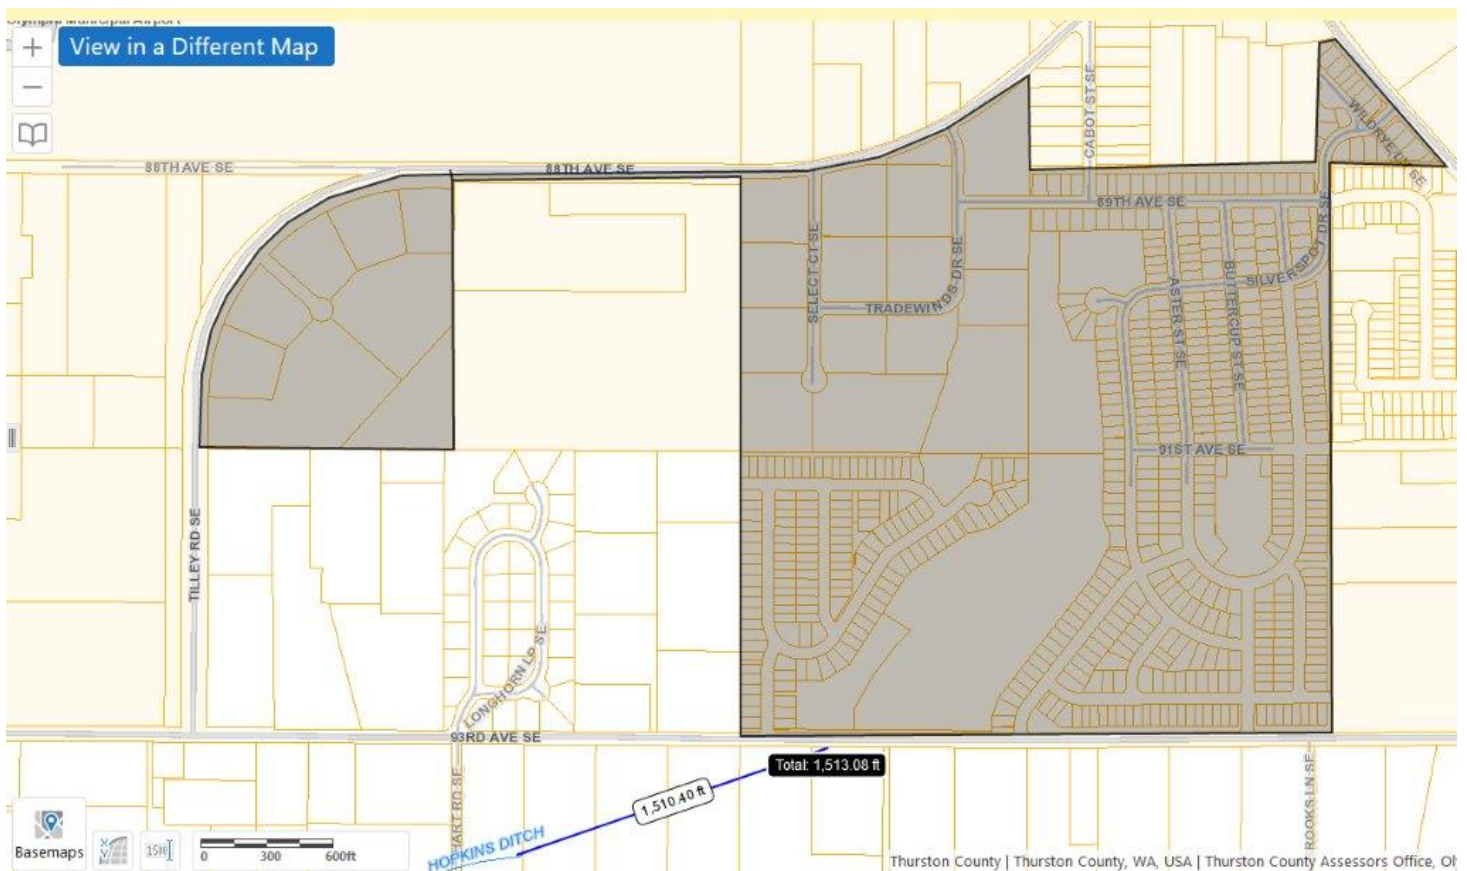 Olympia Municipal Airport
+
View in a Different Map
−
88TH AVE SE
88TH AVE SE
CABOT ST SE
WILDRYE LN SE
89TH AVE SE
SELECT CT SE
TRADEWINDS DR SE
SILVERSPOT DR SE
ASTER ST SE
BUTTERCUP ST SE
91ST AVE SE
TILLEY RD SE
LONGHORN LP SE
93RD AVE SE
Total: 1,513.08 ft
1,510.40 ft
HART RD SE
ROOKS LN SE
HOPKINS DITCH
Basemaps
X
Y
0 300 600ft
Thurston County | Thurston County, WA, USA | Thurston County Assessors Office, Ol